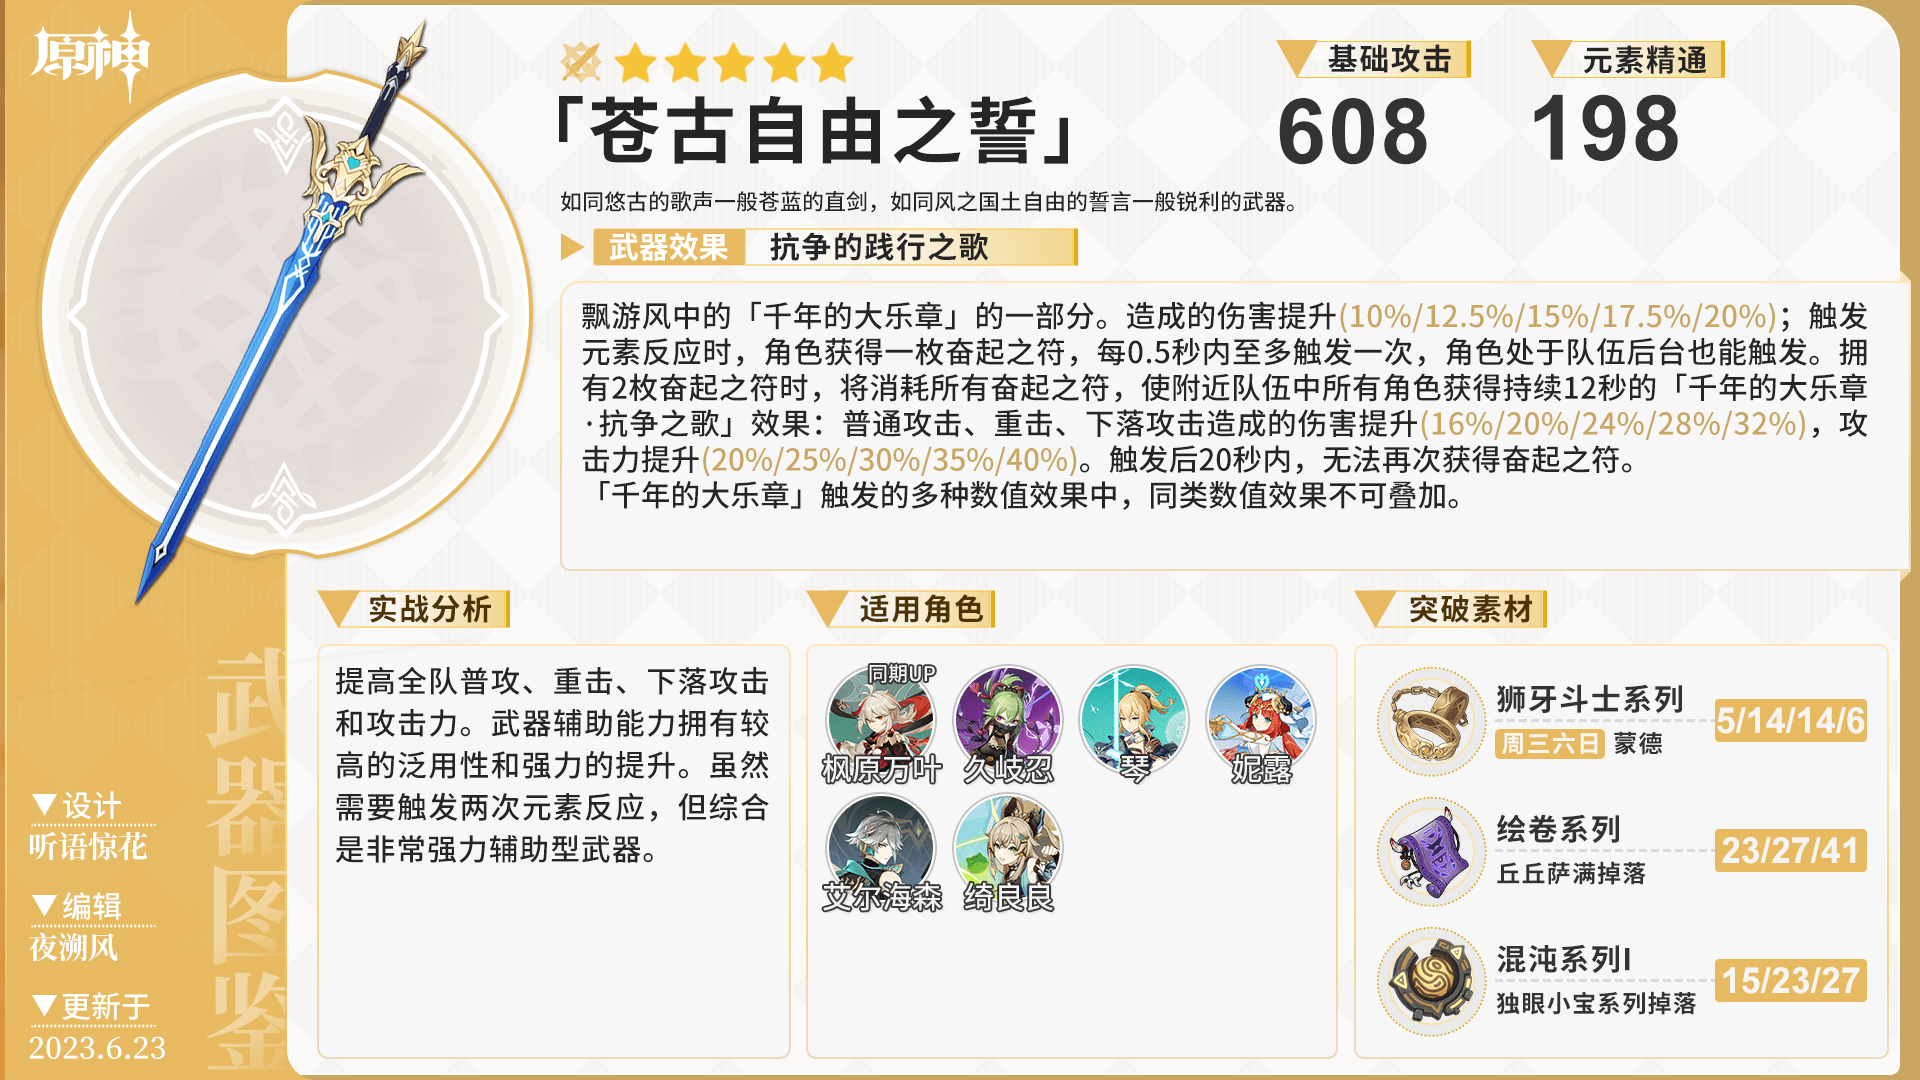 原神
「苍古自由之誓」
基础攻击
608
元素精通
198
如同悠古的歌声一般苍蓝的直剑，如同风之国土自由的誓言一般锐利的武器。
武器效果 抗争的践行之歌
飘游风中的「千年的大乐章」的一部分。造成的伤害提升(10%/12.5%/15%/17.5%/20%)；触发
元素反应时，角色获得一枚奋起之符，每0.5秒内至多触发一次，角色处于队伍后台也能触发。拥
有2枚奋起之符时，将消耗所有奋起之符，使附近队伍中所有角色获得持续12秒的「千年的大乐章
·抗争之歌」效果：普通攻击、重击、下落攻击造成的伤害提升(16%/20%/24%/28%/32%)，攻
击力提升(20%/25%/30%/35%/40%)。触发后20秒内，无法再次获得奋起之符。
「千年的大乐章」触发的多种数值效果中，同类数值效果不可叠加。
实战分析
提高全队普攻、重击、下落攻击
和攻击力。武器辅助能力拥有较
高的泛用性和强力的提升。虽然
需要触发两次元素反应，但综合
是非常强力辅助型武器。
适用角色
同期UP
枫原万叶 久岐忍 琴 妮露
艾尔海森 绮良良
突破素材
狮牙斗士系列
周三六日 蒙德
5/14/14/6
绘卷系列
丘丘萨满掉落
23/27/41
混沌系列I
独眼小宝系列掉落
15/23/27
武器图鉴
▼设计
听语惊花
▼编辑
夜溯风
▼更新于
2023.6.23